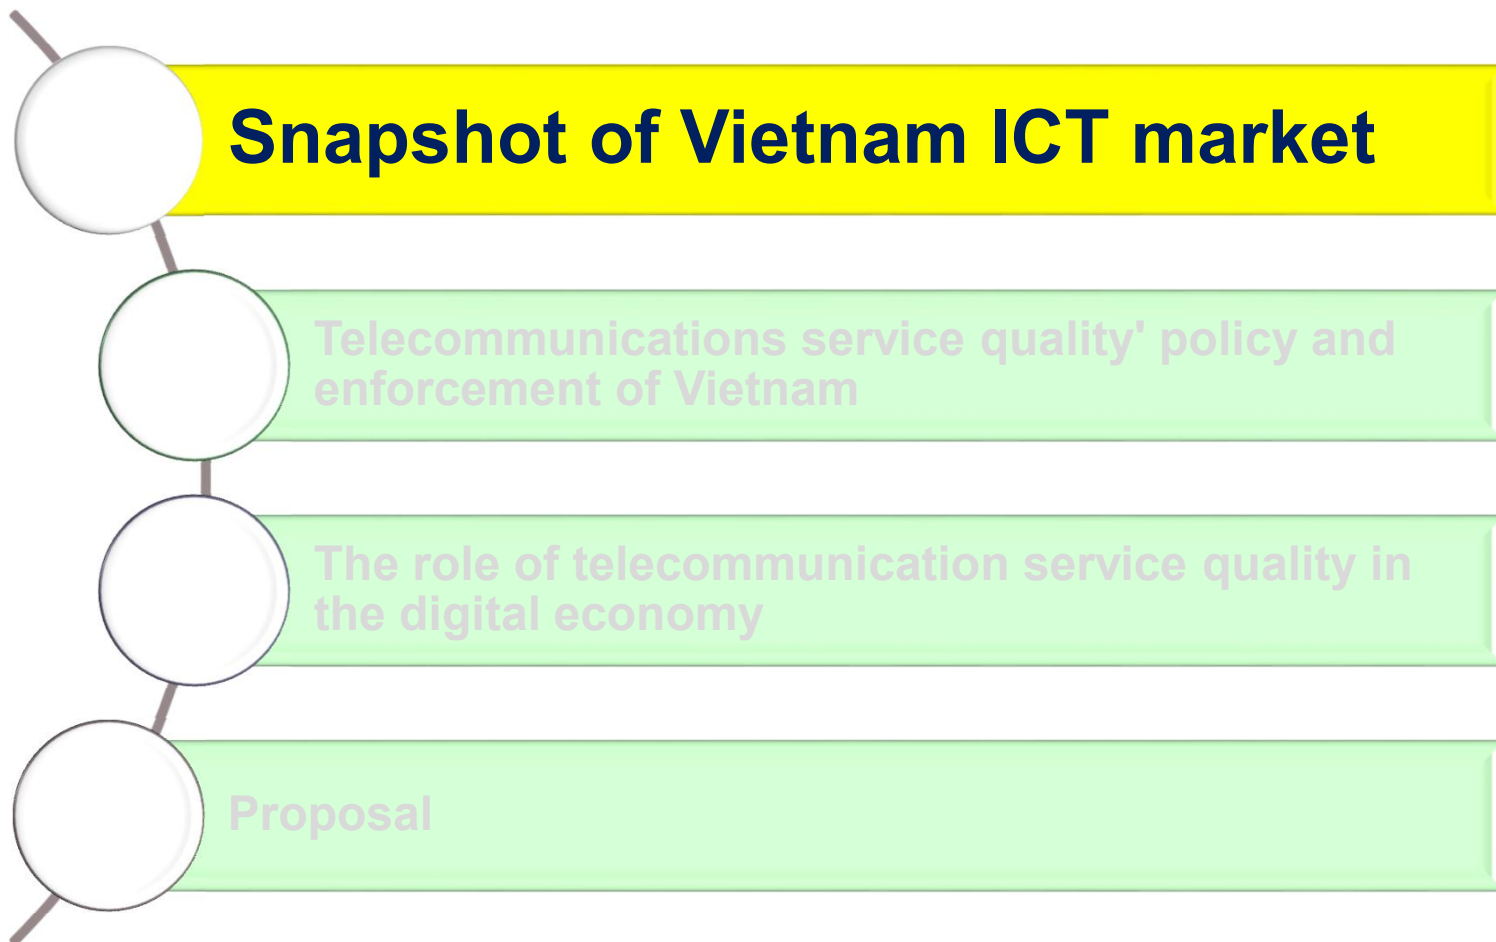 Snapshot of Vietnam ICT market
Telecommunications service quality' policy and
enforcement of Vietnam
The role of telecommunication service quality in
the digital economy
Proposal